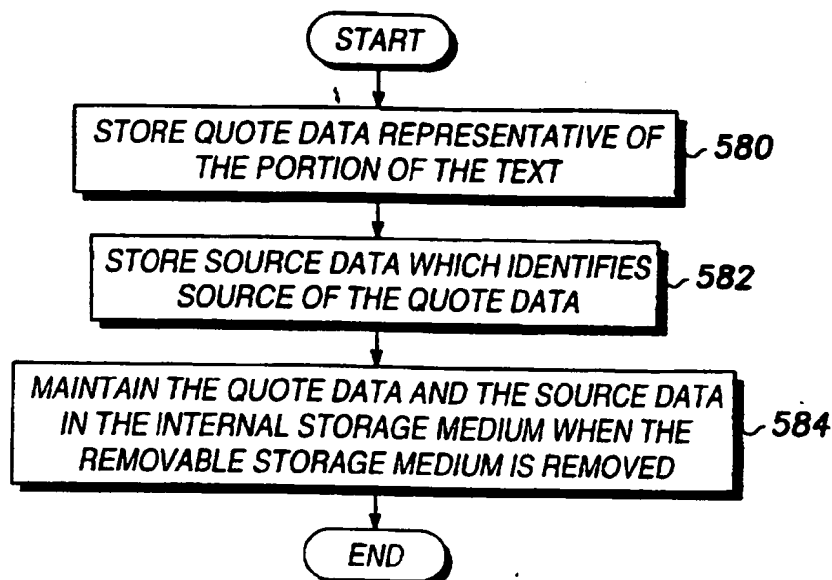 START
STORE QUOTE DATA REPRESENTATIVE OF
THE PORTION OF THE TEXT
580
STORE SOURCE DATA WHICH IDENTIFIES
SOURCE OF THE QUOTE DATA
582
MAINTAIN THE QUOTE DATA AND THE SOURCE DATA
IN THE INTERNAL STORAGE MEDIUM WHEN THE
REMOVABLE STORAGE MEDIUM IS REMOVED
584
END